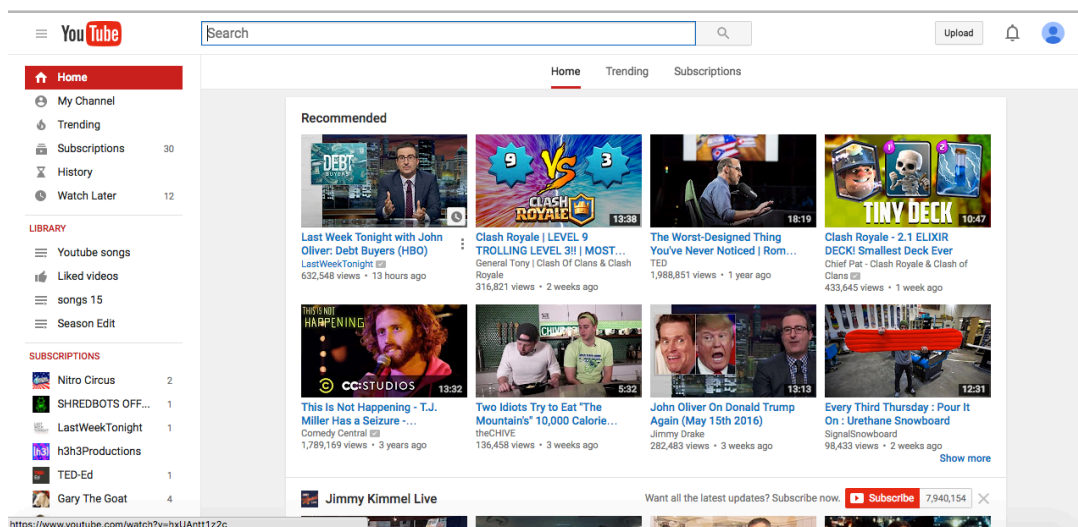 YouTube
Search
Upload
Home
My Channel
Trending
Subscriptions 30
History
Watch Later 12
LIBRARY
Youtube songs
Liked videos
songs 15
Season Edit
SUBSCRIPTIONS
Nitro Circus 2
SHREDBOTS OFF... 1
LastWeekTonight 1
h3h3Productions
TED-Ed 1
Gary The Goat 4
https://www.youtube.com/watch?v=hxUAntt1z2c
Home Trending Subscriptions
Recommended
DEBT
BUYERS
Last Week Tonight with John
Oliver: Debt Buyers (HBO)
LastWeekTonight
632,548 views • 13 hours ago
9 VS 3
CLASH
ROYALE
13:38
Clash Royale | LEVEL 9
TROLLING LEVEL 3!! | MOST...
General Tony | Clash Of Clans & Clash
Royale
316,821 views • 2 weeks ago
18:19
The Worst-Designed Thing
You've Never Noticed | Rom...
TED
1,988,851 views • 1 year ago
1 2
TINY DECK
10:47
Clash Royale - 2.1 ELIXIR
DECK! Smallest Deck Ever
Chief Pat - Clash Royale & Clash of
Clans
433,645 views • 1 week ago
THIS IS NOT
HAPPENING
CC:STUDIOS
13:32
This Is Not Happening - T.J.
Miller Has a Seizure -...
Comedy Central
1,789,169 views • 3 years ago
5:32
Two Idiots Try to Eat "The
Mountain's" 10,000 Calorie...
theCHIVE
136,458 views • 3 weeks ago
13:13
John Oliver On Donald Trump
Again (May 15th 2016)
Jimmy Drake
282,483 views • 3 weeks ago
12:31
Every Third Thursday : Pour It
On : Urethane Snowboard
SignalSnowboard
98,433 views • 2 weeks ago
Show more
Jimmy Kimmel Live
Want all the latest updates? Subscribe now. Subscribe 7,940,154